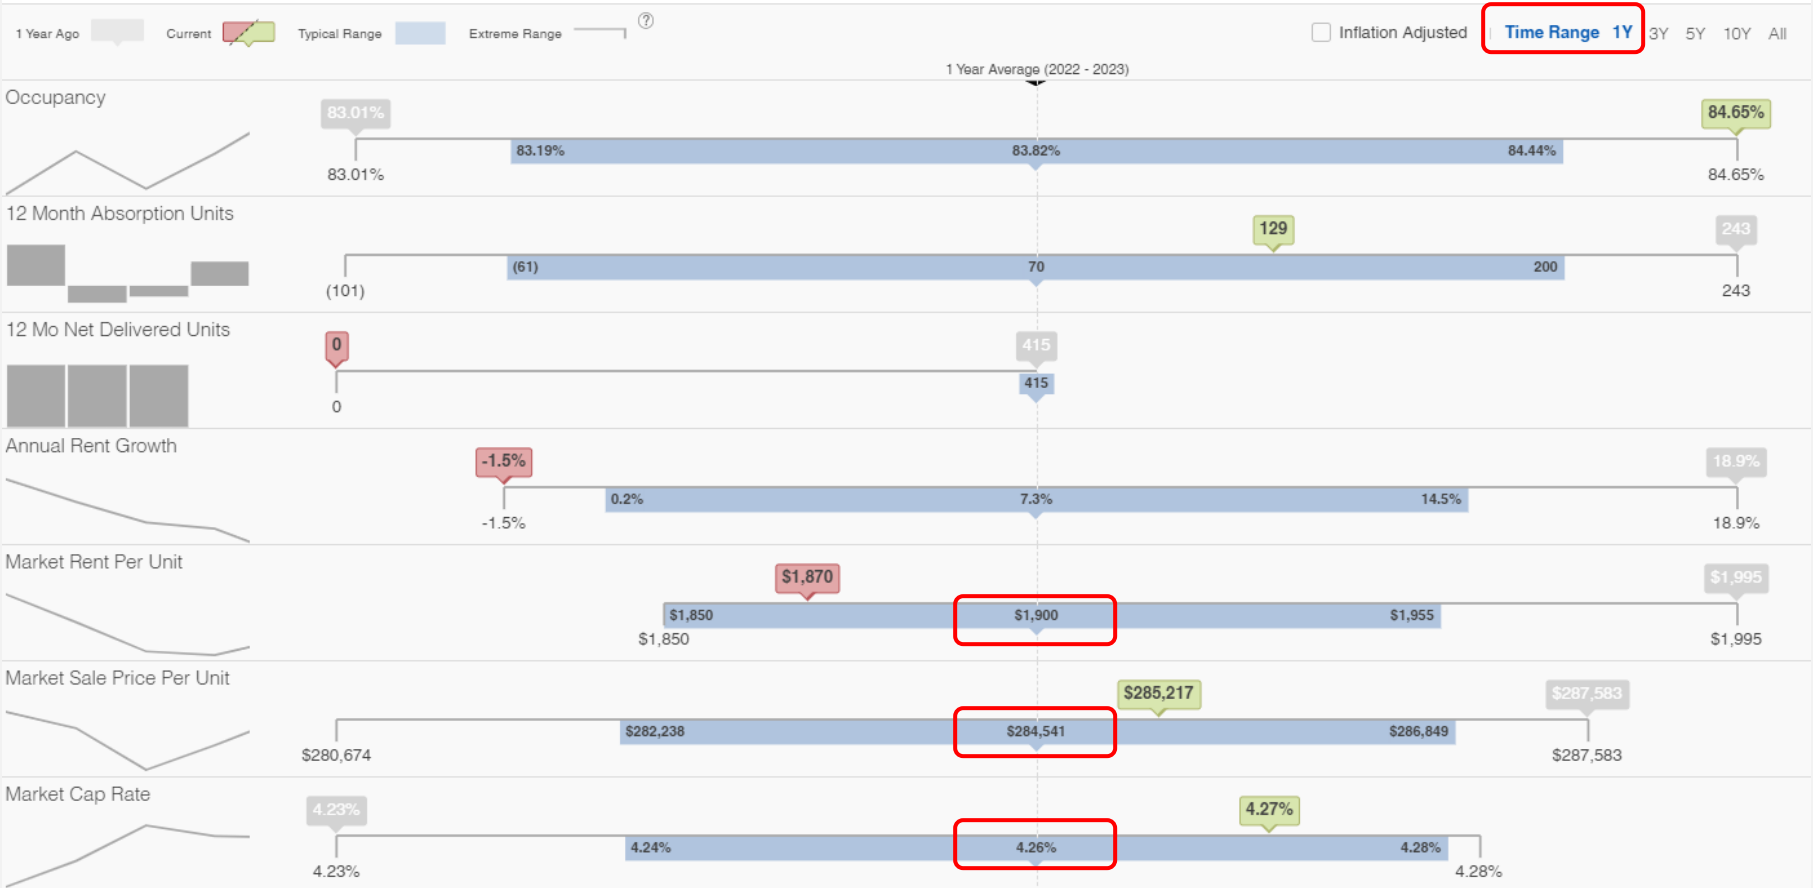 1 Year Ago Current Typical Range Extreme Range ? Inflation Adjusted Time Range 1Y 3Y 5Y 10Y All
1 Year Average (2022 - 2023)
Occupancy
83.01% 84.65%
83.19% 83.82% 84.44%
83.01% 84.65%
12 Month Absorption Units
129 243
(61) 70 200
(101) 243
12 Mo Net Delivered Units
0 415
415
0
Annual Rent Growth
-1.5% 18.9%
0.2% 7.3% 14.5%
-1.5% 18.9%
Market Rent Per Unit
$1,870 $1,995
$1,850 $1,900 $1,955
$1,850 $1,995
Market Sale Price Per Unit
$285,217 $287,583
$282,238 $284,541 $286,849
$280,674 $287,583
Market Cap Rate
4.23% 4.27%
4.24% 4.26% 4.28%
4.23% 4.28%